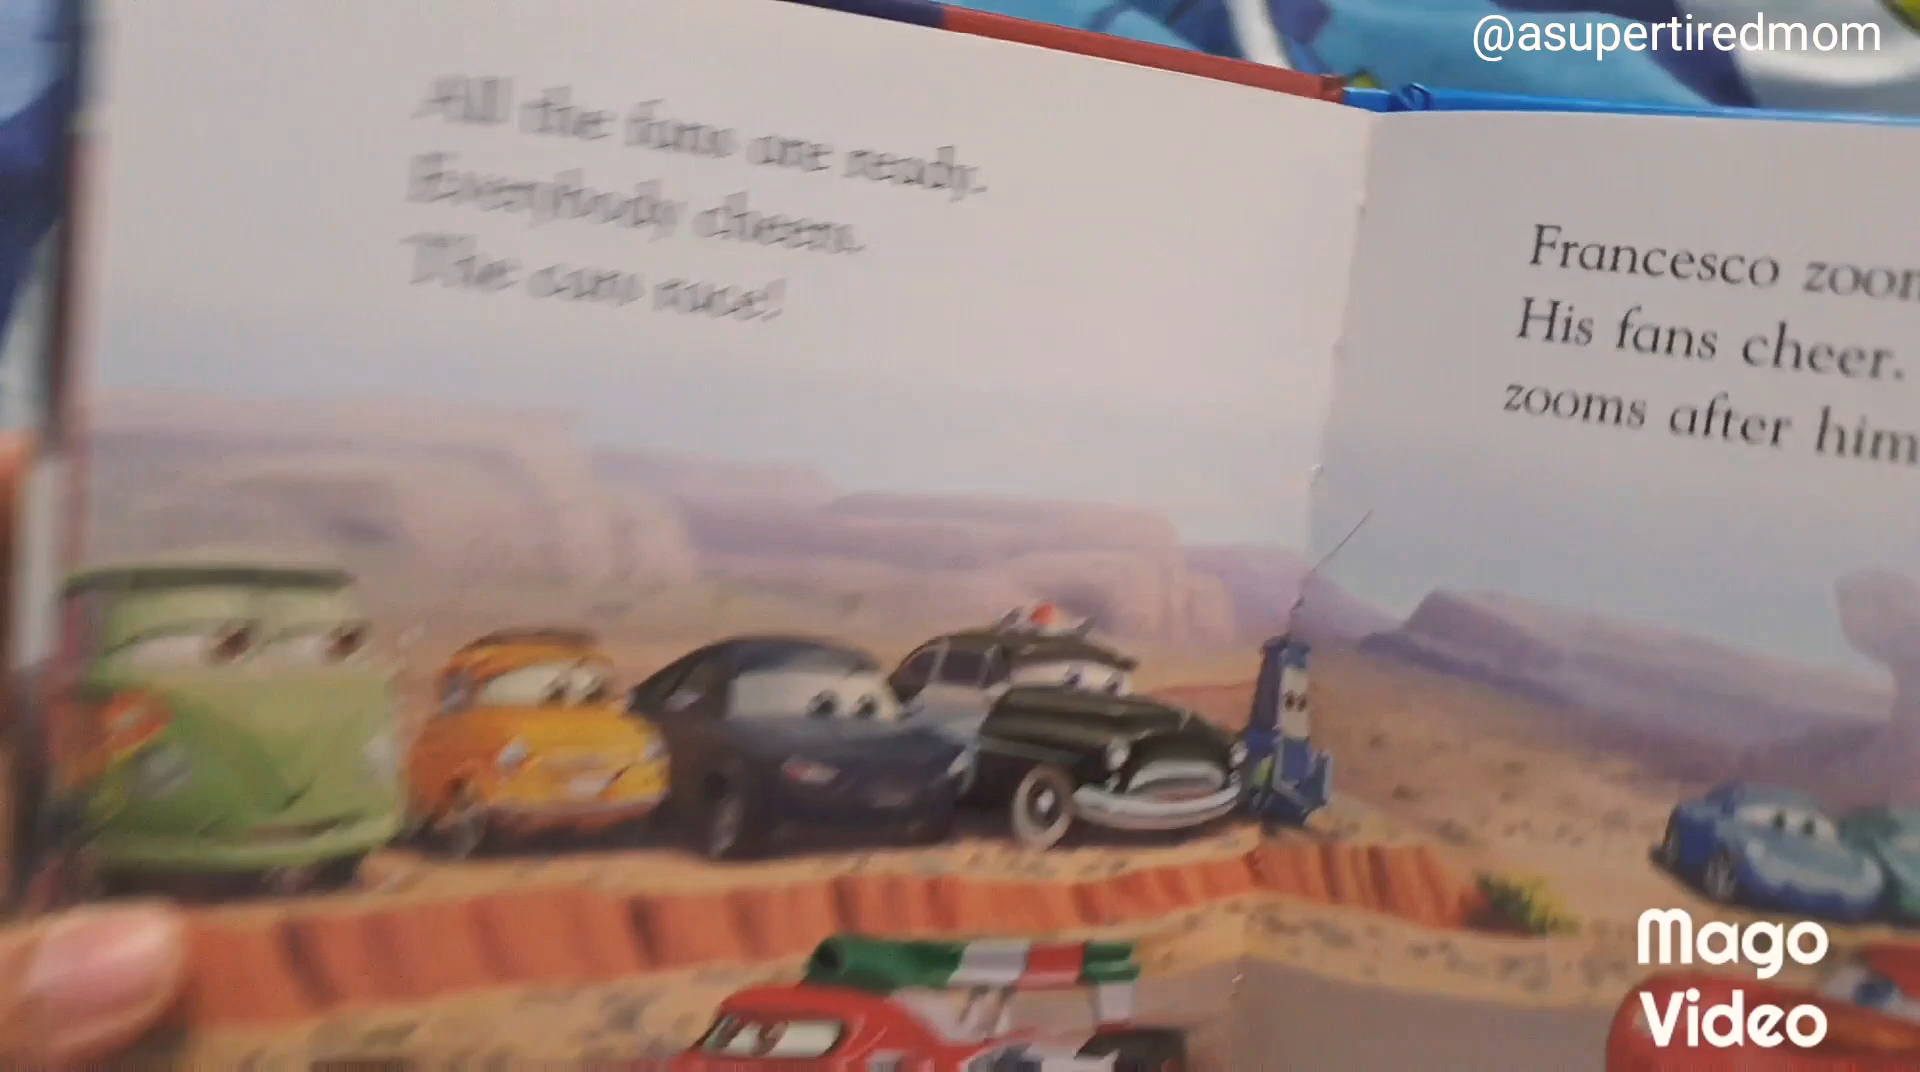 @asupertiredmom
All the fans are ready.
Everybody cheers.
The cars race!
Francesco
His fans cheer.
zooms after him
Mago
Video